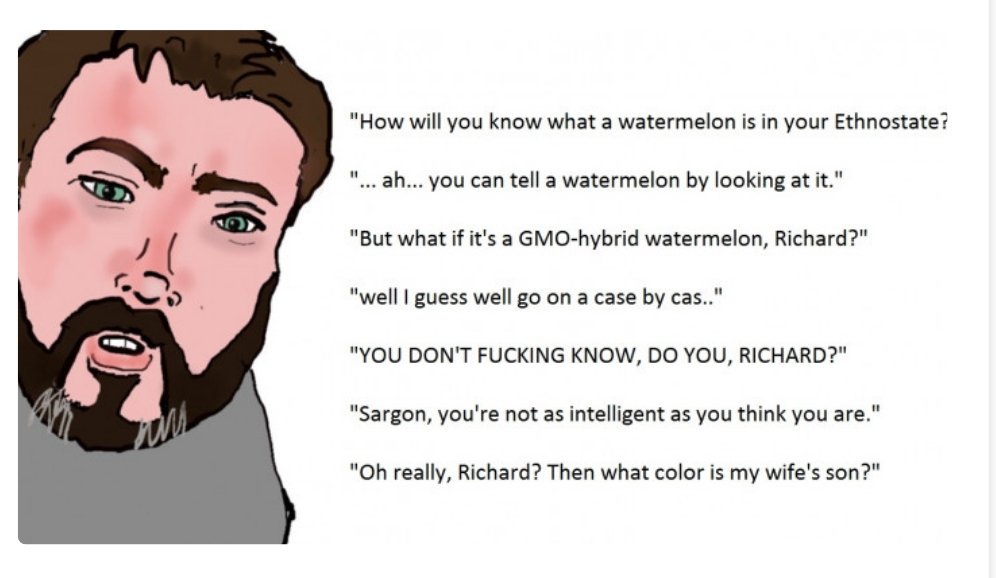 "How will you know what a watermelon is in your Ethnostate?
"... ah... you can tell a watermelon by looking at it."
"But what if it's a GMO-hybrid watermelon, Richard?"
"well I guess well go on a case by cas.."
"YOU DON'T FUCKING KNOW, DO YOU, RICHARD?"
"Sargon, you're not as intelligent as you think you are."
"Oh really, Richard? Then what color is my wife's son?"